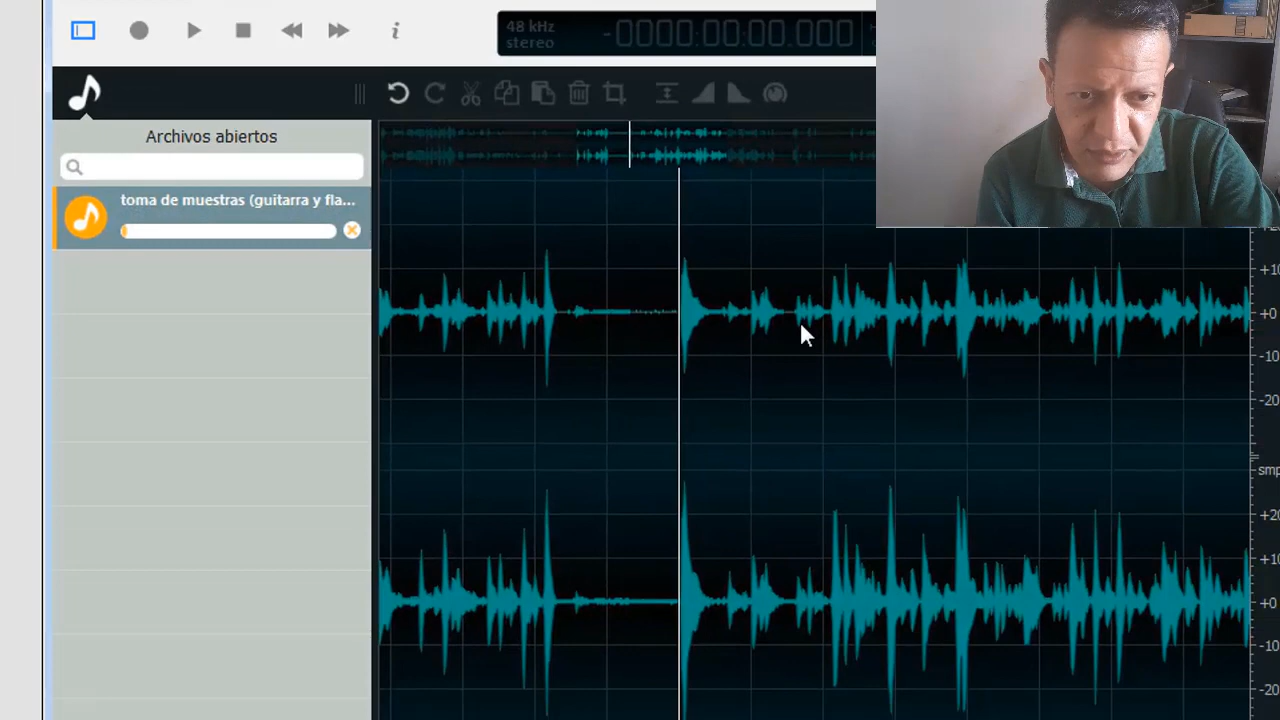 i
48 kHz
stereo
-0000:00:00.000
Archivos abiertos
toma de muestras (guitarra y fla...
+10
+0
-10
-20
smp
+20
+10
+0
-10
-20